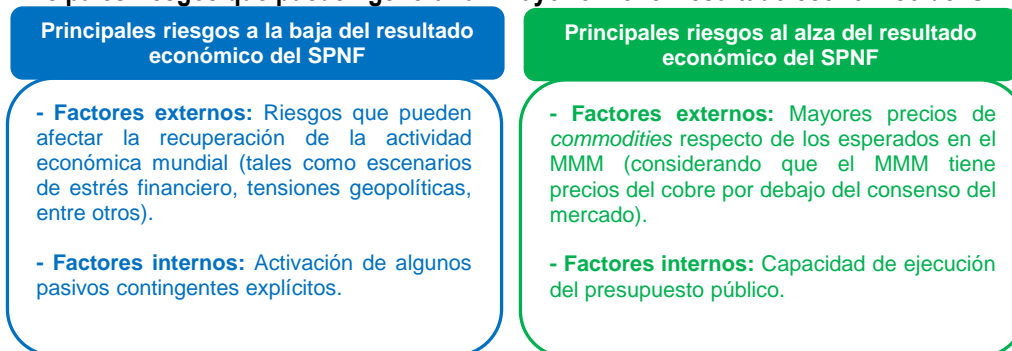 Principales riesgos a la baja del resultado
económico del SPNF
- Factores externos: Riesgos que pueden
afectar la recuperación de la actividad
económica mundial (tales como escenarios
de estrés financiero, tensiones geopolíticas,
entre otros).
- Factores internos: Activación de algunos
pasivos contingentes explícitos.
Principales riesgos al alza del resultado
económico del SPNF
- Factores externos: Mayores precios de
commodities respecto de los esperados en el
MMM (considerando que el MMM tiene
precios del cobre por debajo del consenso del
mercado).
- Factores internos: Capacidad de ejecución
del presupuesto público.